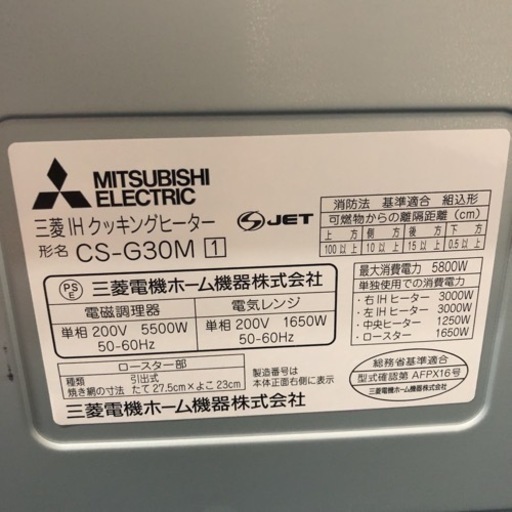 MITSUBISHI
ELECTRIC
三菱IHクッキングヒーター
形名 CS-G30M 1
S JET
消防法 基準適合 組込形
可燃物からの離隔距離(cm)
上方 側方 後方 下方
100以上 10以上 15以上 0.5以上
PSE 三菱電機ホーム機器株式会社
電磁調理器 電気レンジ
単相 200V 5500W 単相 200V 1650W
50-60Hz 50-60Hz
最大消費電力 5800W
単独使用での消費電力
・右IHヒーター 3000W
・左IHヒーター 3000W
・中央ヒーター 1250W
・ロースター 1650W
ロースター部
種類 引出式
焼き網の寸法 たて27.5cm×よこ23cm
製造番号は
本体正面右側に表示
総務省基準適合
型式確認第 AFPX16号
三菱電機ホーム機器株式会社
三菱電機ホーム機器株式会社